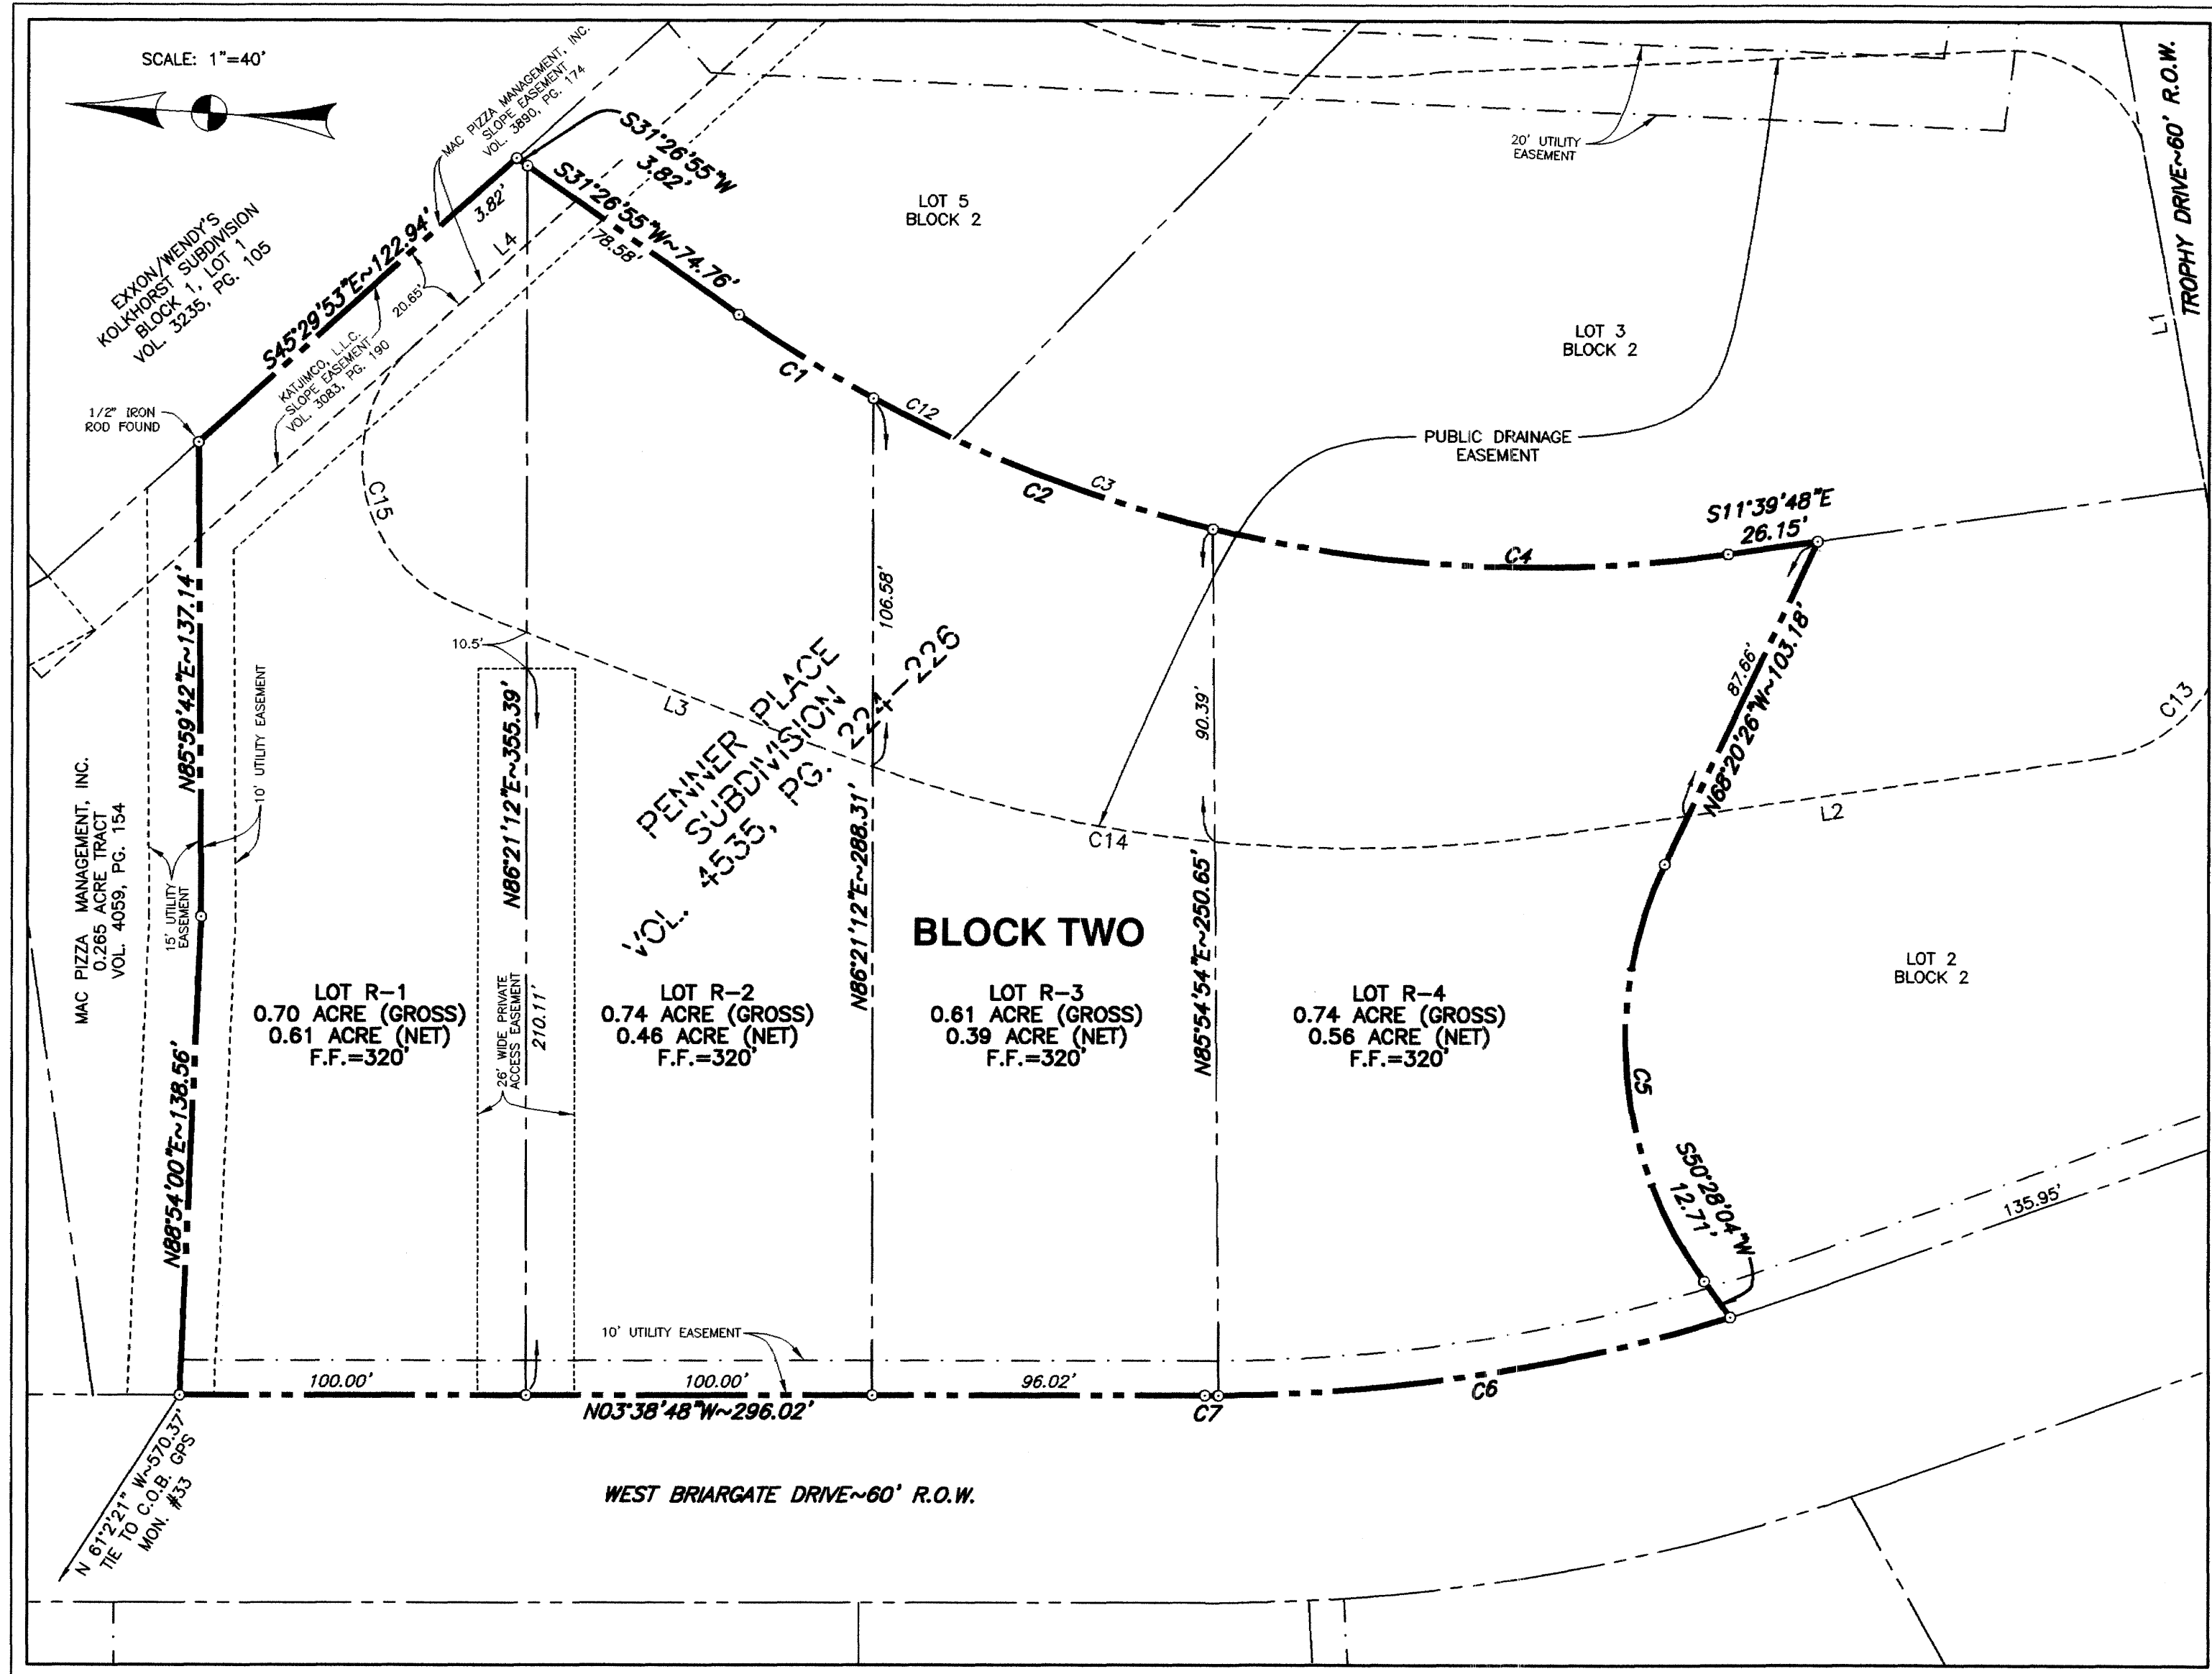 SCALE: 1"=40'
MAC PIZZA MANAGEMENT, INC.
SLOPE EASEMENT
VOL. 3890, PG. 174
S31°26'55"W
3.82'
TROPHY DRIVE~60' R.O.W.
20' UTILITY
EASEMENT
EXXON/WENDY'S
KOLKHORST SUBDIVISION
BLOCK 1, LOT 1
VOL. 3235, PG. 105
S45°29'53"E~122.94'
3.82'
L4
20.65'
S31°26'55"W~74.76'
78.58'
LOT 5
BLOCK 2
LOT 3
BLOCK 2
L1
KATJIMCO, L.L.C.
SLOPE EASEMENT
VOL. 3083, PG. 190
1/2" IRON
ROD FOUND
C1
C12
PUBLIC DRAINAGE
EASEMENT
C15
C2
C3
S11°39'48"E
26.15'
C4
N85°59'42"E~137.14'
10' UTILITY EASEMENT
10.5'
106.58'
90.39'
87.66'
N68°20'26"W~103.18'
C13
L3
PENNER PLACE
SUBDIVISION
VOL. 4535, PG. 224-226
L2
C14
MAC PIZZA MANAGEMENT, INC.
0.265 ACRE TRACT
VOL. 4059, PG. 154
15' UTILITY
EASEMENT
N86°21'12"E~355.39'
N86°21'12"E~288.31'
N85°54'54"E~250.65'
BLOCK TWO
LOT 2
BLOCK 2
LOT R-1
0.70 ACRE (GROSS)
0.61 ACRE (NET)
F.F.=320'
26' WIDE PRIVATE
ACCESS EASEMENT
210.11'
LOT R-2
0.74 ACRE (GROSS)
0.46 ACRE (NET)
F.F.=320'
LOT R-3
0.61 ACRE (GROSS)
0.39 ACRE (NET)
F.F.=320'
LOT R-4
0.74 ACRE (GROSS)
0.56 ACRE (NET)
F.F.=320'
C5
N88°54'00"E~138.56'
S50°28'04"W
12.71'
135.95'
10' UTILITY EASEMENT
100.00'
100.00'
96.02'
N03°38'48"W~296.02'
C7
C6
N 61°2'21" W~570.37'
TIE TO C.O.B. GPS
MON. #33
WEST BRIARGATE DRIVE~60' R.O.W.